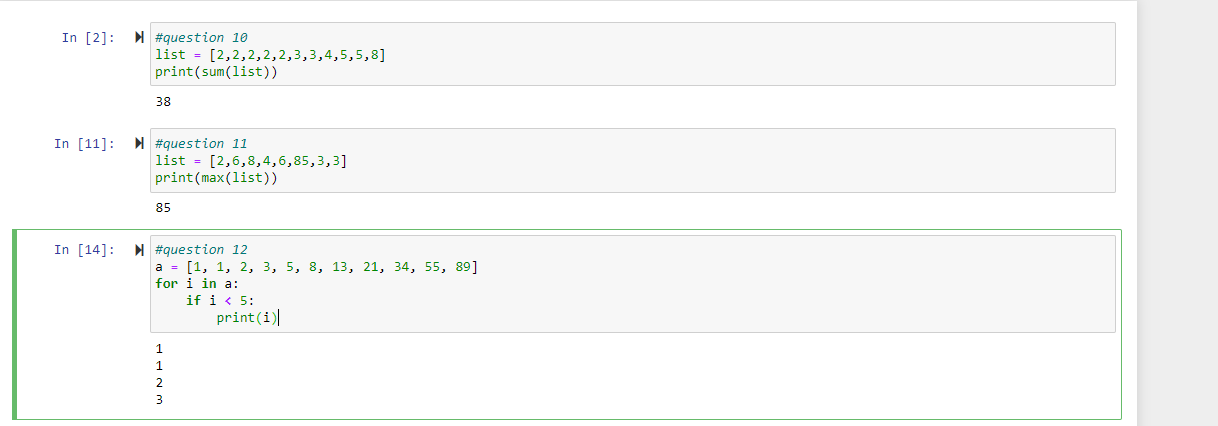 In [2]:
#question 10
list = [2,2,2,2,2,3,3,4,5,5,8]
print(sum(list))
38
In [11]:
#question 11
list = [2,6,8,4,6,85,3,3]
print(max(list))
85
In [14]:
#question 12
a = [1, 1, 2, 3, 5, 8, 13, 21, 34, 55, 89]
for i in a:
    if i < 5:
        print(i)
1
1
2
3